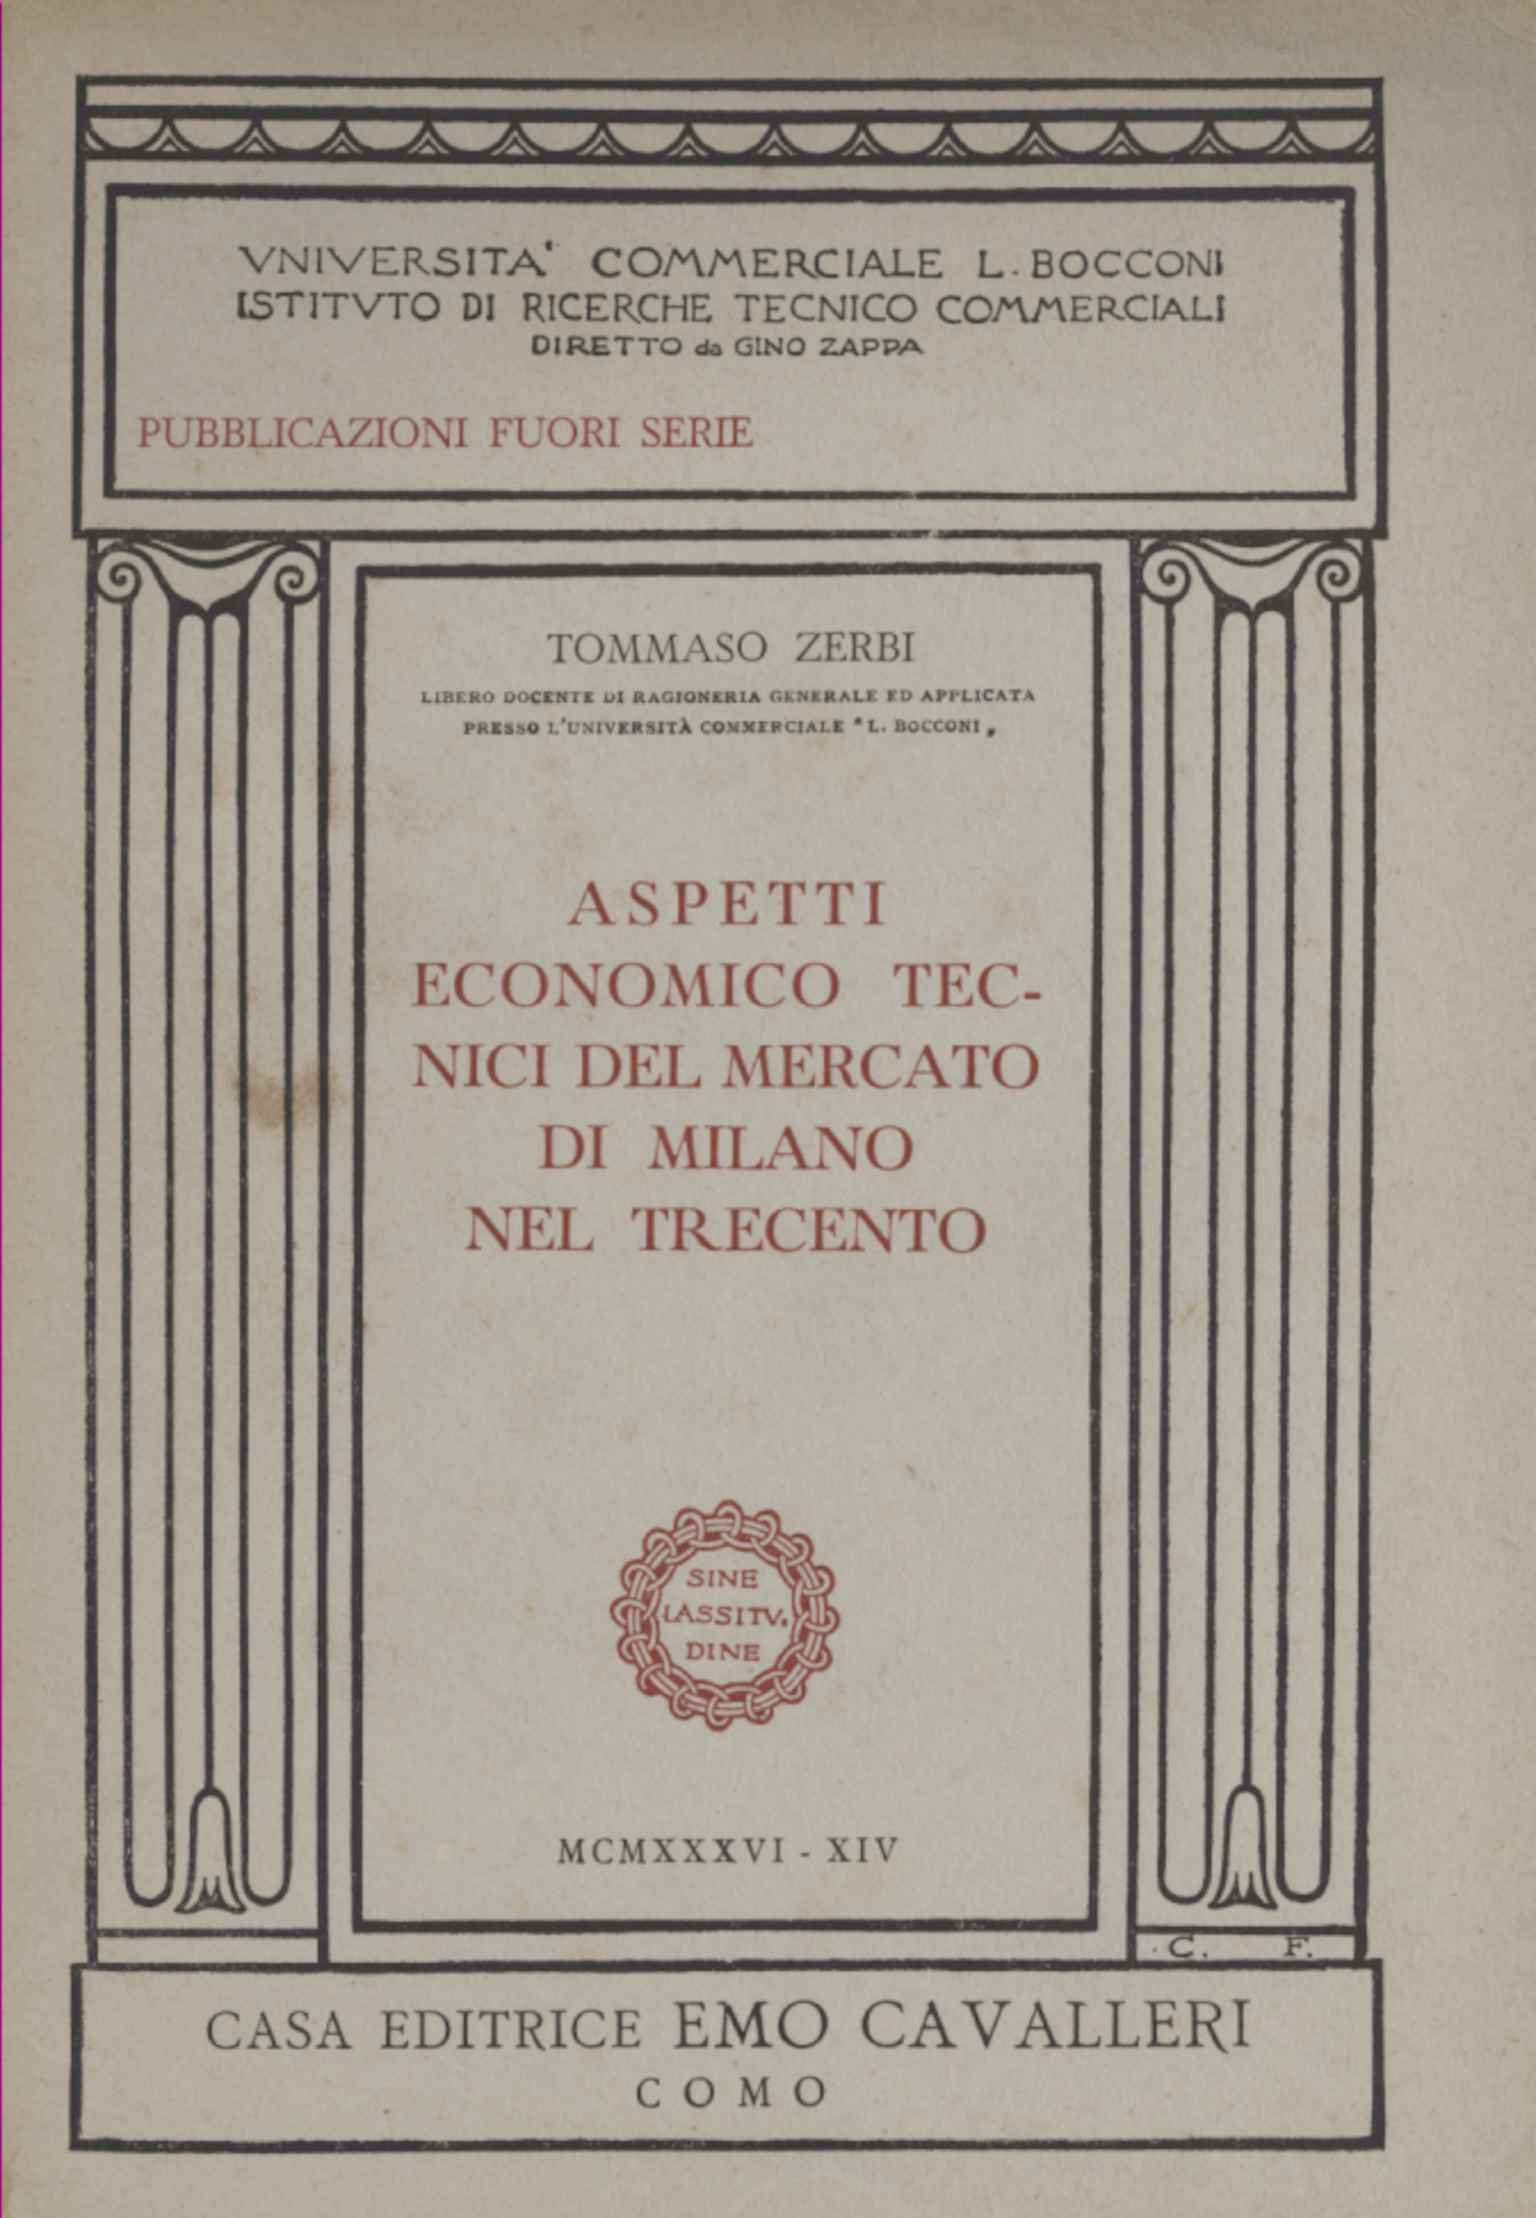 VNIVERSITA' COMMERCIALE L. BOCCONI
ISTITVTO DI RICERCHE TECNICO COMMERCIALI
DIRETTO da GINO ZAPPA
PUBBLICAZIONI FUORI SERIE
TOMMASO ZERBI
LIBERO DOCENTE DI RAGIONERIA GENERALE ED APPLICATA
PRESSO L'UNIVERSITÀ COMMERCIALE "L. BOCCONI„
ASPETTI
ECONOMICO TEC-
NICI DEL MERCATO
DI MILANO
NEL TRECENTO
SINE
LASSITV.
DINE
MCMXXXVI - XIV
. C. F.
CASA EDITRICE EMO CAVALLERI
COMO